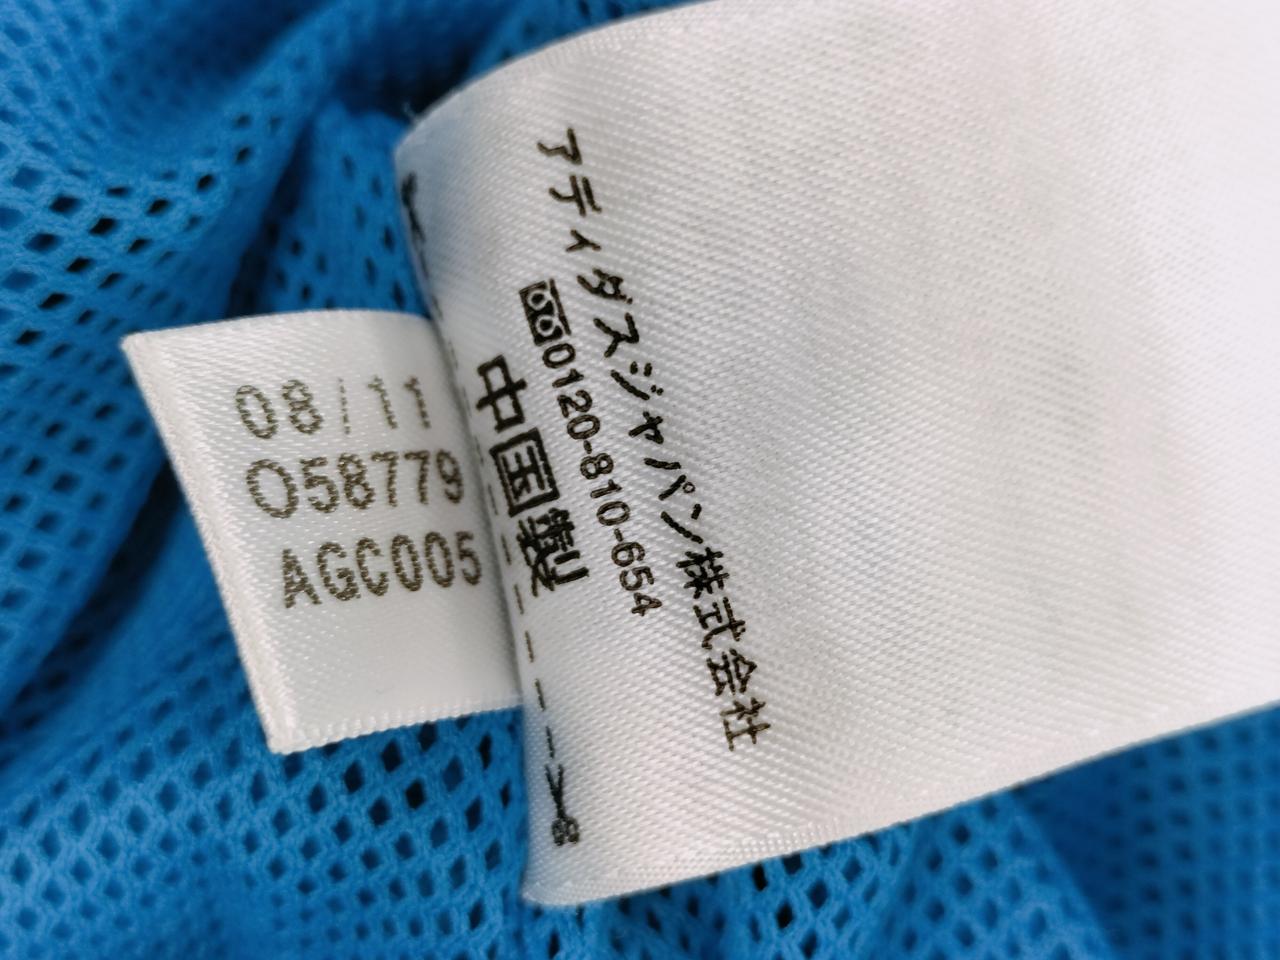 アディダスジャパン株式会社
0120-810-654
中国製
08/11
O58779
AGC005